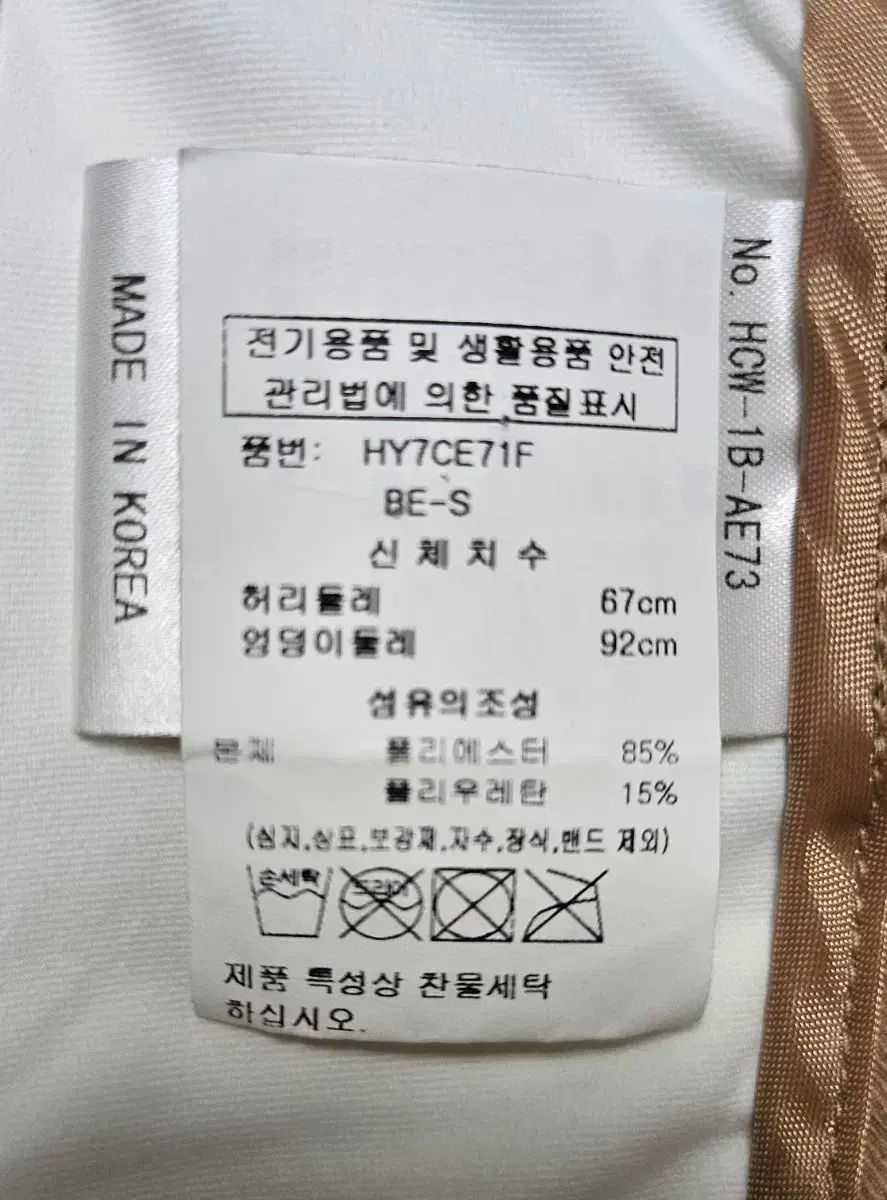 전기용품 및 생활용품 안전
관리법에 의한 품질표시
품번: HY7CE71F
BE-S
신 체 치 수
허리둘레 67cm
엉덩이둘레 92cm
섬유의조성
본체 폴리에스터 85%
폴리우레탄 15%
(심지,상표,보강재,자수,장식,밴드 제외)
손세탁 드라이
제품 특성상 찬물세탁
하십시오.
MADE IN KOREA
No. HCW-1B-AE73